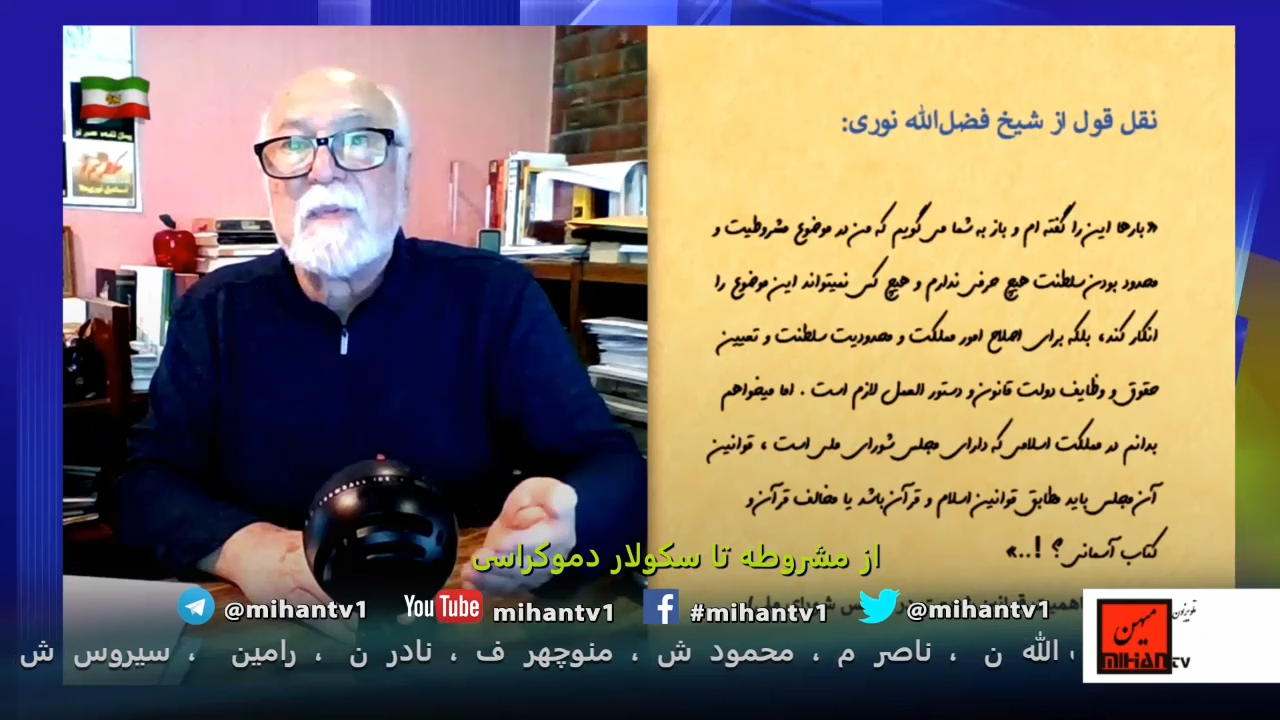 نقل قول از شیخ فضل‌الله نوری:
«بارها این را گفته ام و باز به شما می گویم که من در موضوع مشروطیت و
محدود بودن سلطنت هیچ حرفی ندارم و هیچ کس نمیتواند این موضوع را
انکار کند، بلکه برای اصلاح امور مملکت و محدودیت سلطنت و تعیین
حقوق و وظایف دولت قانون و دستور العمل لازم است . اما میخواهم
بدانم در مملکت اسلامی که دارای مجلس شورای ملی است ، قوانین
آن مجلس باید مطابق قوانین اسلام و قرآن باشد یا مخالف قرآن و
کتاب آسمانی ؟ !..»
از مشروطه تا سکولار دموکراسی
@mihantv1
YouTube mihantv1
#mihantv1
@mihantv1
الله ن ، ناصر م ، محمود ش ، منوچهر ف ، نادر ن ، رامین ، سیروس ش
تلویزیون
میهن
MIHAN TV